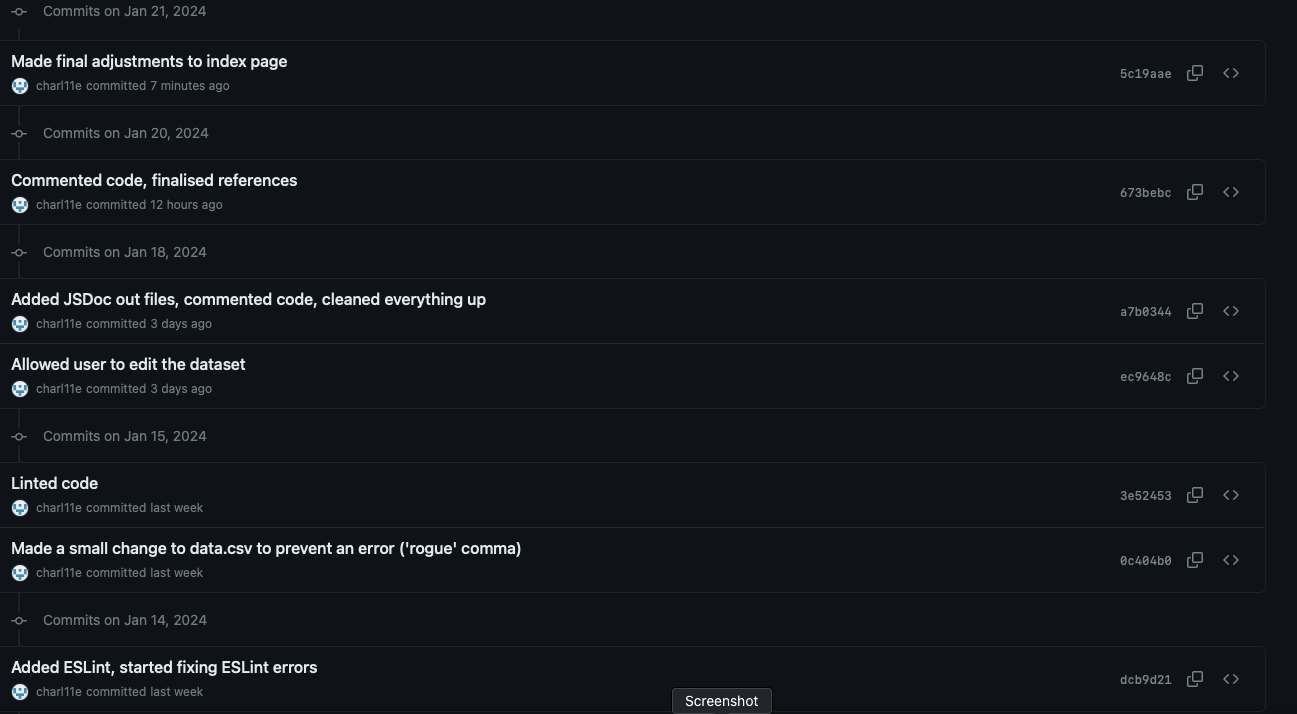 Commits on Jan 21, 2024
Made final adjustments to index page
charl11e committed 7 minutes ago
5c19aae
Commits on Jan 20, 2024
Commented code, finalised references
charl11e committed 12 hours ago
673bebc
Commits on Jan 18, 2024
Added JSDoc out files, commented code, cleaned everything up
charl11e committed 3 days ago
a7b0344
Allowed user to edit the dataset
charl11e committed 3 days ago
ec9648c
Commits on Jan 15, 2024
Linted code
charl11e committed last week
3e52453
Made a small change to data.csv to prevent an error ('rogue' comma)
charl11e committed last week
0c404b0
Commits on Jan 14, 2024
Added ESLint, started fixing ESLint errors
charl11e committed last week
dcb9d21
Screenshot